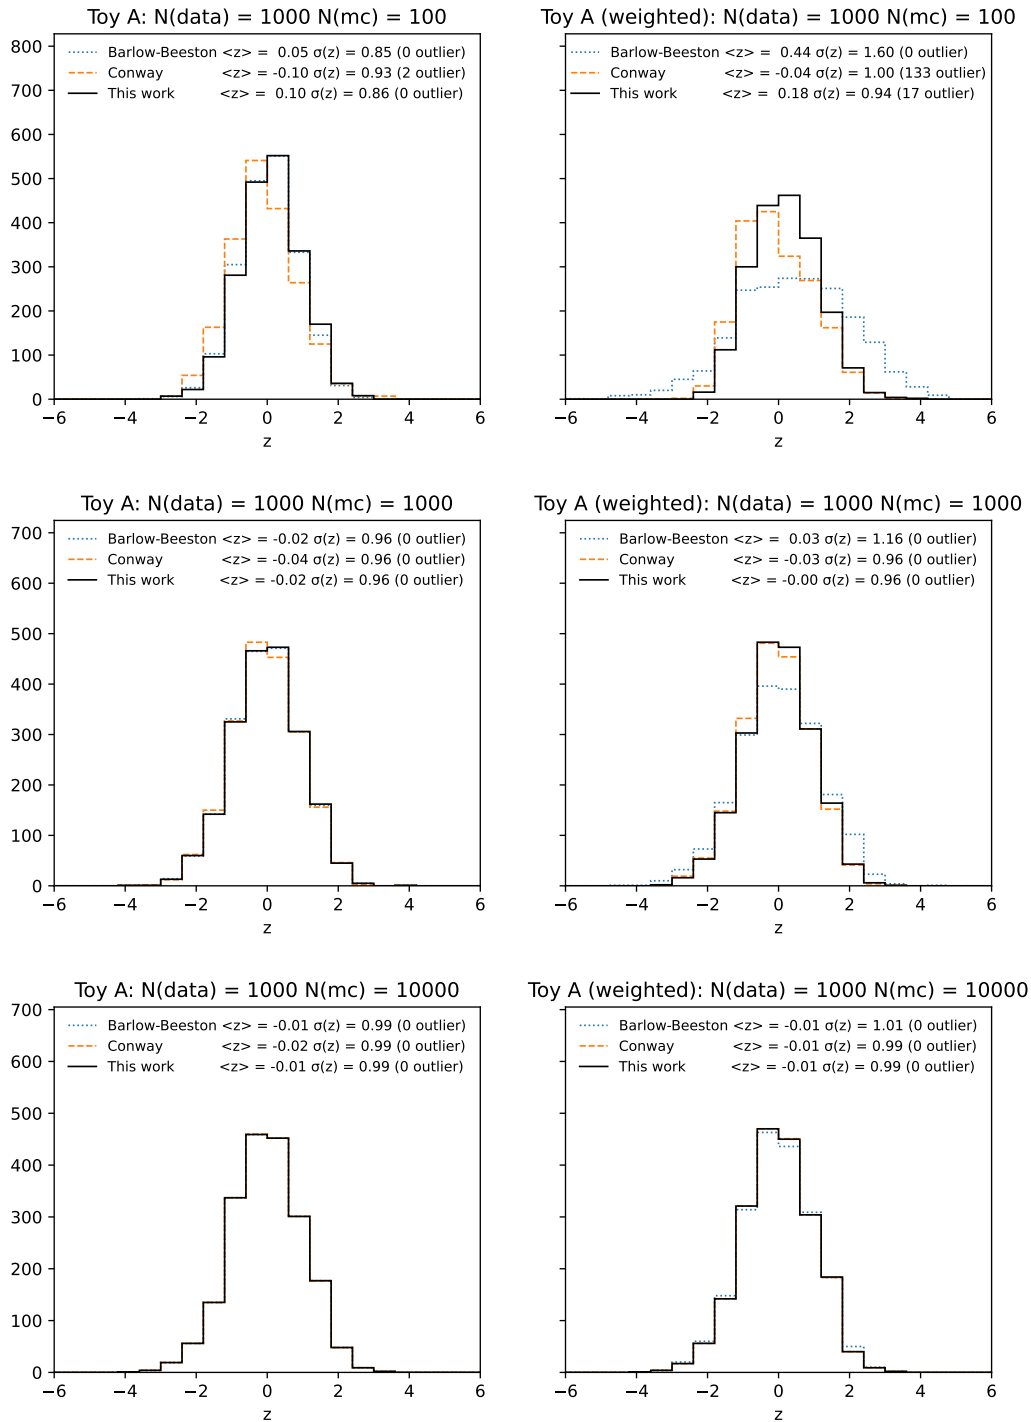 Toy A: N(data) = 1000 N(mc) = 100
Barlow-Beeston <z> = 0.05 σ(z) = 0.85 (0 outlier)
Conway <z> = -0.10 σ(z) = 0.93 (2 outlier)
This work <z> = 0.10 σ(z) = 0.86 (0 outlier)
800
700
600
500
400
300
200
100
0
−6 −4 −2 0 2 4 6
z
Toy A (weighted): N(data) = 1000 N(mc) = 100
Barlow-Beeston <z> = 0.44 σ(z) = 1.60 (0 outlier)
Conway <z> = -0.04 σ(z) = 1.00 (133 outlier)
This work <z> = 0.18 σ(z) = 0.94 (17 outlier)
−6 −4 −2 0 2 4 6
z
Toy A: N(data) = 1000 N(mc) = 1000
Barlow-Beeston <z> = -0.02 σ(z) = 0.96 (0 outlier)
Conway <z> = -0.04 σ(z) = 0.96 (0 outlier)
This work <z> = -0.02 σ(z) = 0.96 (0 outlier)
700
600
500
400
300
200
100
0
−6 −4 −2 0 2 4 6
z
Toy A (weighted): N(data) = 1000 N(mc) = 1000
Barlow-Beeston <z> = 0.03 σ(z) = 1.16 (0 outlier)
Conway <z> = -0.03 σ(z) = 0.96 (0 outlier)
This work <z> = -0.00 σ(z) = 0.96 (0 outlier)
−6 −4 −2 0 2 4 6
z
Toy A: N(data) = 1000 N(mc) = 10000
Barlow-Beeston <z> = -0.01 σ(z) = 0.99 (0 outlier)
Conway <z> = -0.02 σ(z) = 0.99 (0 outlier)
This work <z> = -0.01 σ(z) = 0.99 (0 outlier)
700
600
500
400
300
200
100
0
−6 −4 −2 0 2 4 6
z
Toy A (weighted): N(data) = 1000 N(mc) = 10000
Barlow-Beeston <z> = -0.01 σ(z) = 1.01 (0 outlier)
Conway <z> = -0.01 σ(z) = 0.99 (0 outlier)
This work <z> = -0.01 σ(z) = 0.99 (0 outlier)
−6 −4 −2 0 2 4 6
z